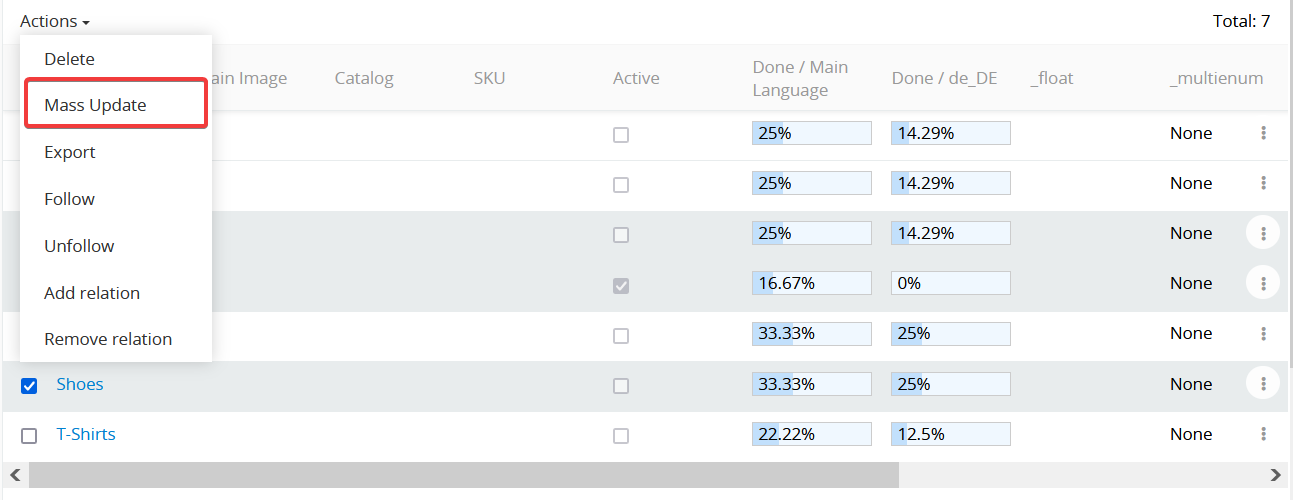 Actions
Total: 7
Delete
Mass Update
Export
Follow
Unfollow
Add relation
Remove relation
ain Image Catalog SKU Active Done / Main Language Done / de_DE _float _multienum
25% 14.29% None
25% 14.29% None
25% 14.29% None
16.67% 0% None
33.33% 25% None
Shoes 33.33% 25% None
T-Shirts 22.22% 12.5% None